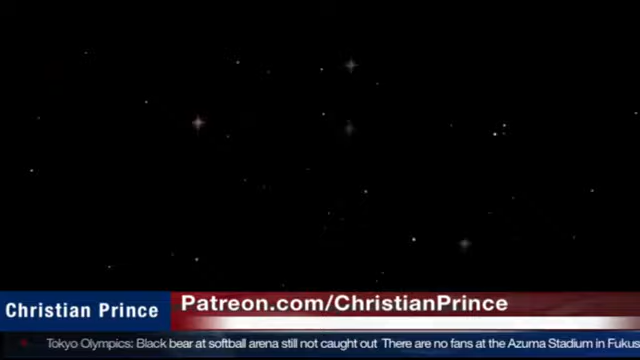 Christian Prince
Patreon.com/ChristianPrince
Tokyo Olympics: Black bear at softball arena still not caught out There are no fans at the Azuma Stadium in Fukus